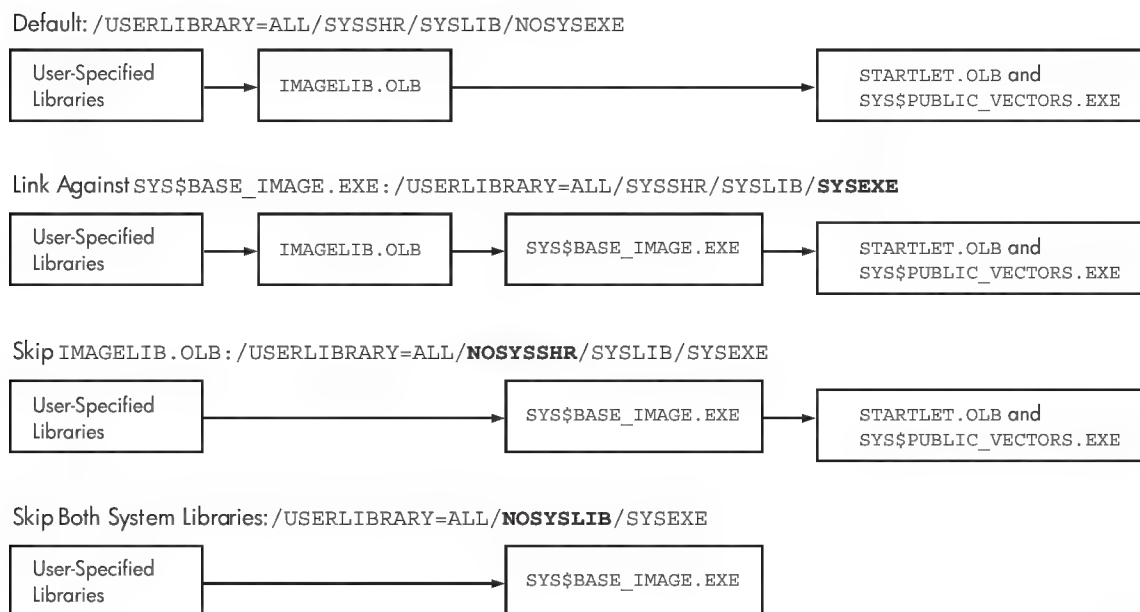 Default: /USERLIBRARY=ALL/SYSSHR/SYSLIB/NOSYSEXE
User-Specified
Libraries
IMAGELIB.OLB
STARTLET.OLB and
SYS$PUBLIC_VECTORS.EXE
Link Against SYS$BASE_IMAGE.EXE:/USERLIBRARY=ALL/SYSSHR/SYSLIB/SYSEXE
User-Specified
Libraries
IMAGELIB.OLB
SYS$BASE_IMAGE.EXE
STARTLET.OLB and
SYS$PUBLIC_VECTORS.EXE
Skip IMAGELIB.OLB:/USERLIBRARY=ALL/NOSYSSHR/SYSLIB/SYSEXE
User-Specified
Libraries
SYS$BASE_IMAGE.EXE
STARTLET.OLB and
SYS$PUBLIC_VECTORS.EXE
Skip Both System Libraries: /USERLIBRARY=ALL/NOSYSLIB/SYSEXE
User-Specified
Libraries
SYS$BASE_IMAGE.EXE